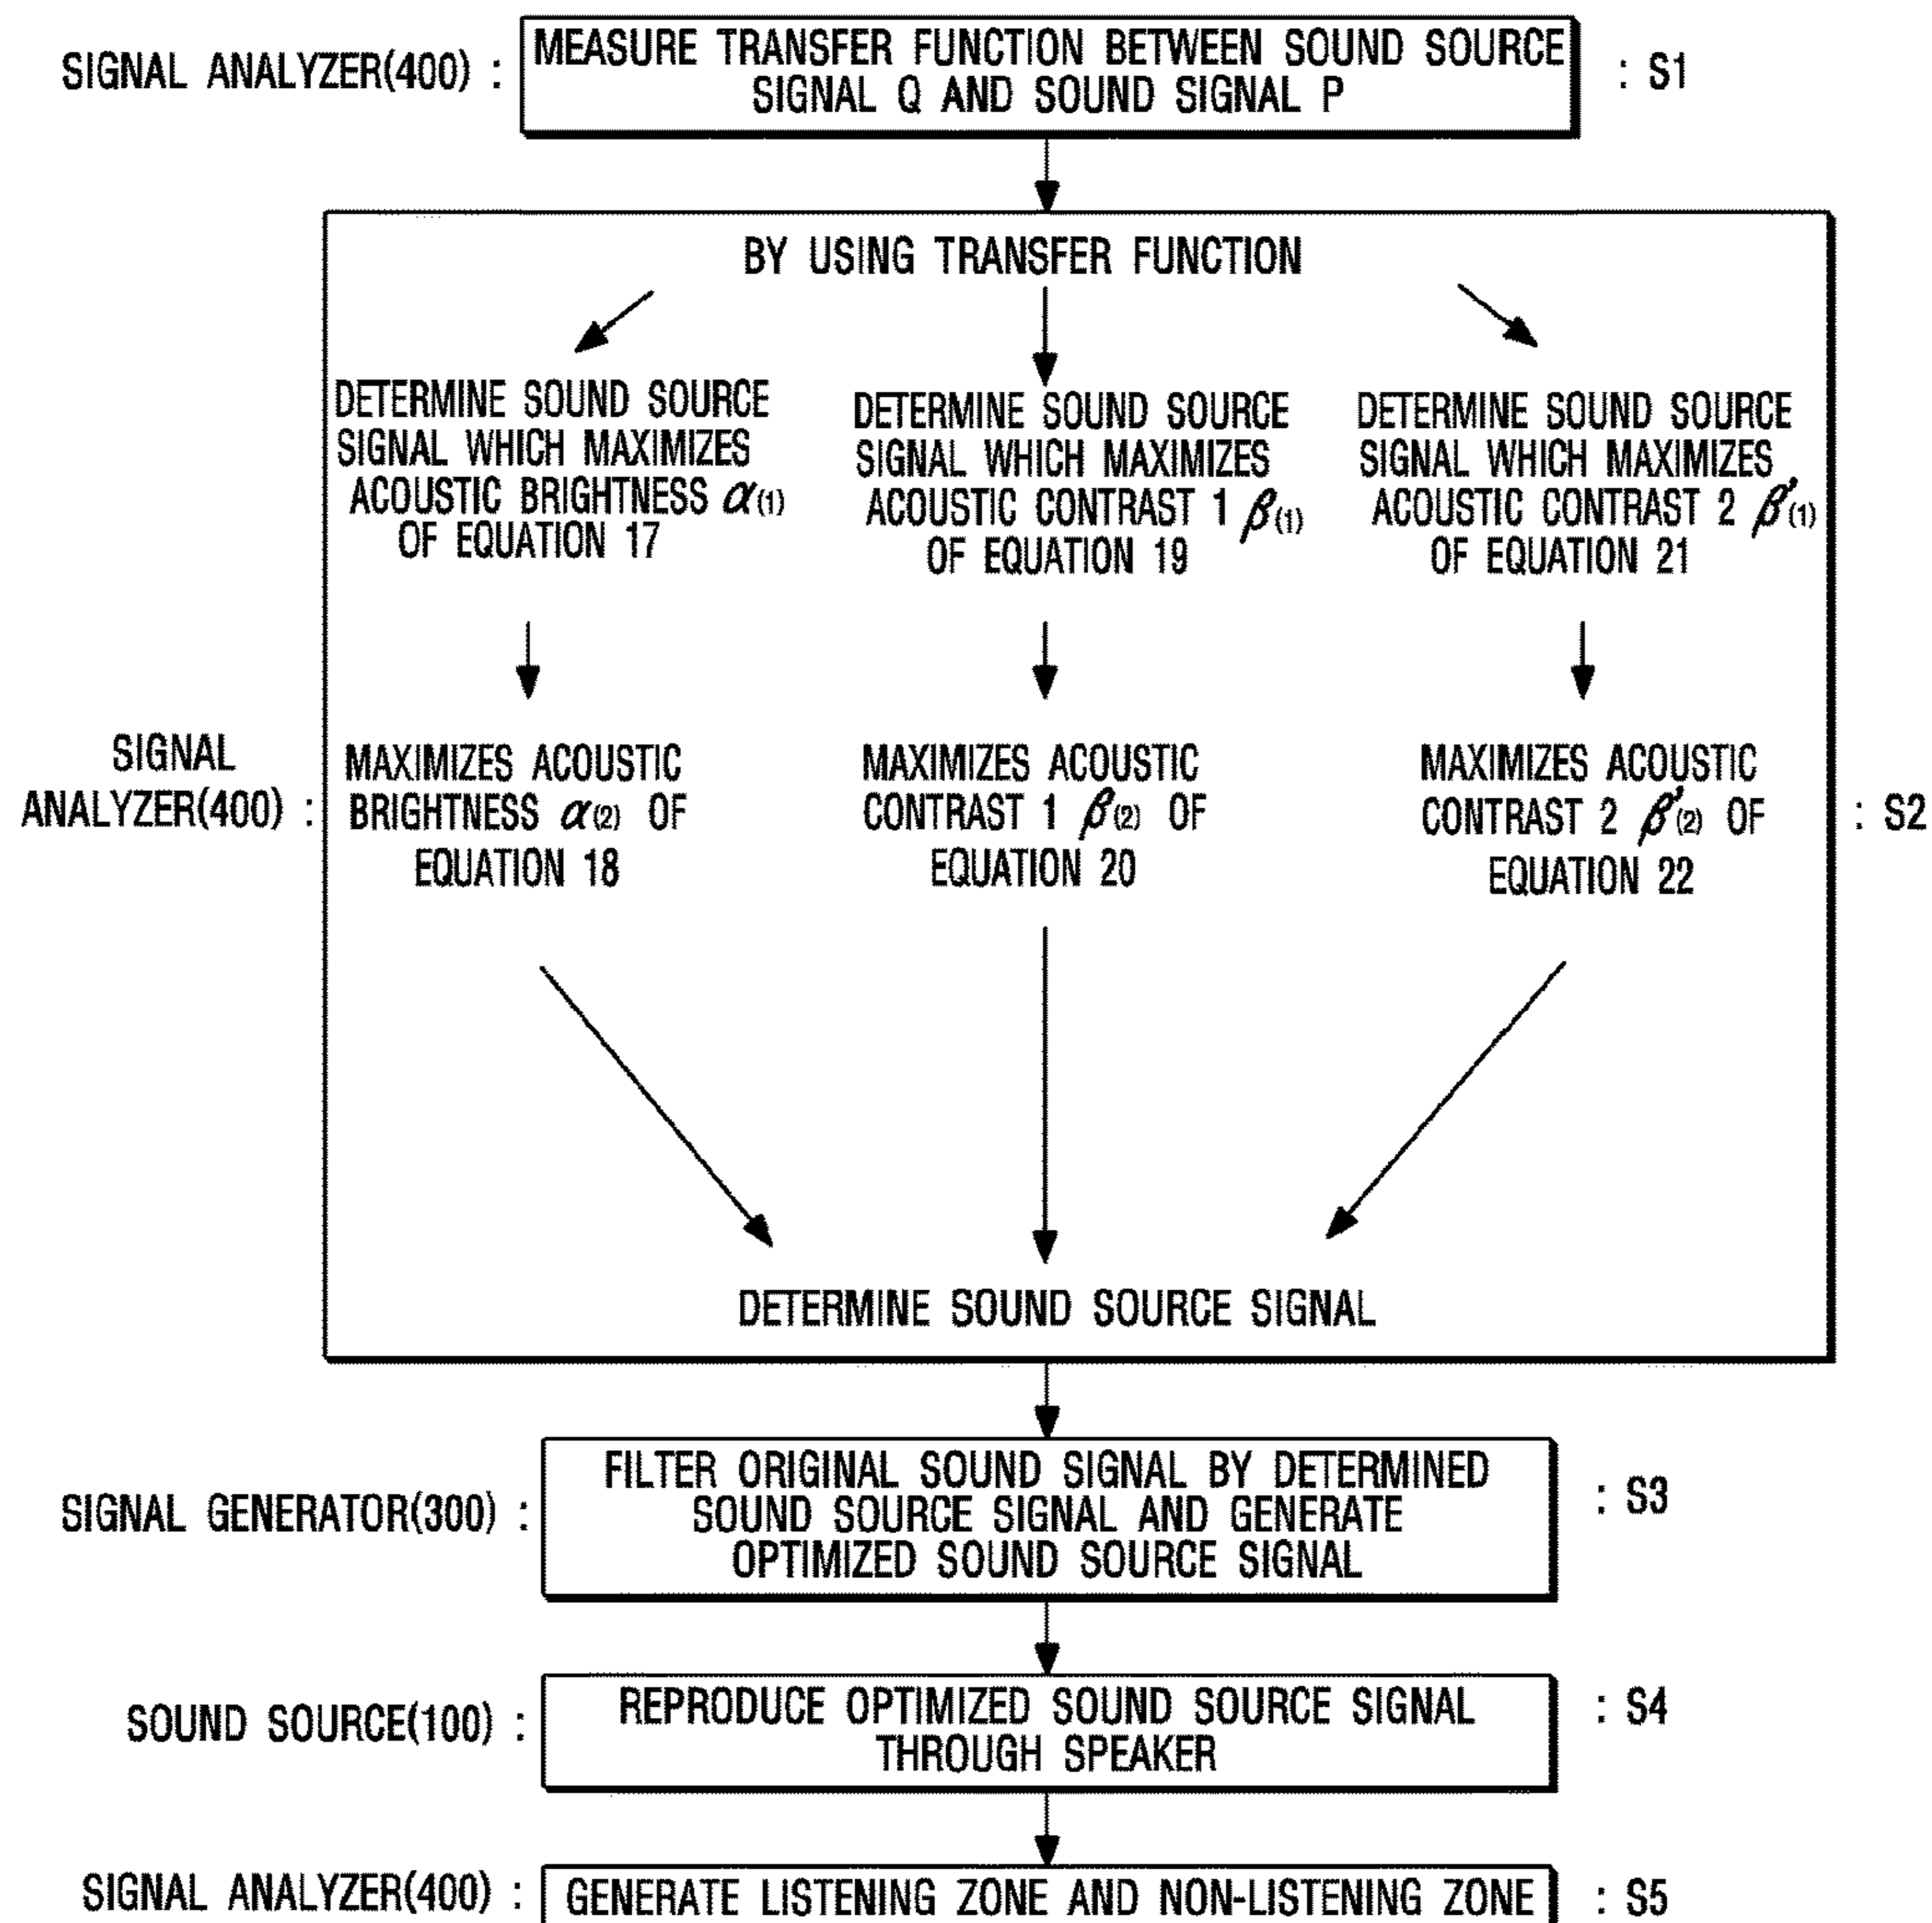 SIGNAL ANALYZER(400) :
MEASURE TRANSFER FUNCTION BETWEEN SOUND SOURCE
SIGNAL Q AND SOUND SIGNAL P
: S1
BY USING TRANSFER FUNCTION
DETERMINE SOUND SOURCE
SIGNAL WHICH MAXIMIZES
ACOUSTIC BRIGHTNESS α(1)
OF EQUATION 17
DETERMINE SOUND SOURCE
SIGNAL WHICH MAXIMIZES
ACOUSTIC CONTRAST 1 β(1)
OF EQUATION 19
DETERMINE SOUND SOURCE
SIGNAL WHICH MAXIMIZES
ACOUSTIC CONTRAST 2 β'(1)
OF EQUATION 21
SIGNAL
ANALYZER(400) :
MAXIMIZES ACOUSTIC
BRIGHTNESS α(2) OF
EQUATION 18
MAXIMIZES ACOUSTIC
CONTRAST 1 β(2) OF
EQUATION 20
MAXIMIZES ACOUSTIC
CONTRAST 2 β'(2) OF
EQUATION 22
: S2
DETERMINE SOUND SOURCE SIGNAL
SIGNAL GENERATOR(300) :
FILTER ORIGINAL SOUND SIGNAL BY DETERMINED
SOUND SOURCE SIGNAL AND GENERATE
OPTIMIZED SOUND SOURCE SIGNAL
: S3
SOUND SOURCE(100) :
REPRODUCE OPTIMIZED SOUND SOURCE SIGNAL
THROUGH SPEAKER
: S4
SIGNAL ANALYZER(400) :
GENERATE LISTENING ZONE AND NON-LISTENING ZONE
: S5